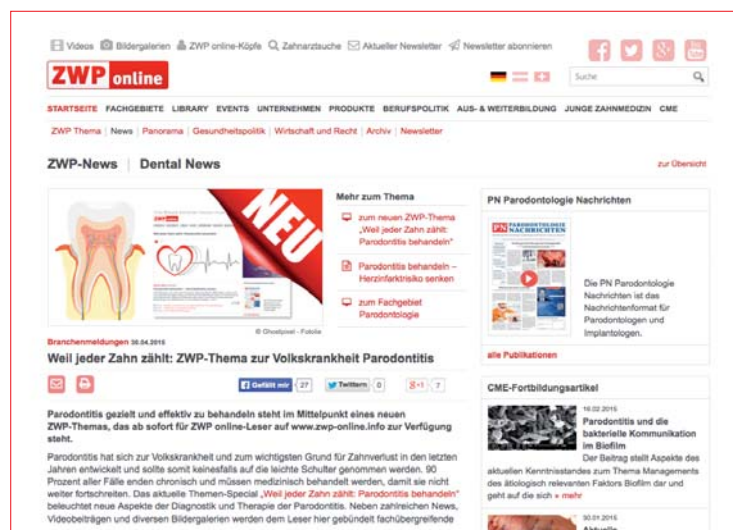 Videos Bildergalerien ZWP online-Köpfe Zahnarztsuche Aktueller Newsletter Newsletter abonnieren
ZWP online
Suche
STARTSEITE FACHGEBIETE LIBRARY EVENTS UNTERNEHMEN PRODUKTE BERUFSPOLITIK AUS- & WEITERBILDUNG JUNGE ZAHNMEDIZIN CME
ZWP Thema | News | Panorama | Gesundheitspolitik | Wirtschaft und Recht | Archiv | Newsletter
ZWP-News | Dental News
zur Übersicht
NEU
© Ghostpixel - Fotolia
Mehr zum Thema
zum neuen ZWP-Thema
„Weil jeder Zahn zählt:
Parodontitis behandeln"
Parodontitis behandeln –
Herzinfarktrisiko senken
zum Fachgebiet
Parodontologie
Branchenmeldungen 30.04.2015
Weil jeder Zahn zählt: ZWP-Thema zur Volkskrankheit Parodontitis
Gefällt mir 27 Twittern 0 g+1 7
Parodontitis gezielt und effektiv zu behandeln steht im Mittelpunkt eines neuen
ZWP-Themas, das ab sofort für ZWP online-Leser auf www.zwp-online.info zur Verfügung
steht.
Parodontitis hat sich zur Volkskrankheit und zum wichtigsten Grund für Zahnverlust in den letzten
Jahren entwickelt und sollte somit keinesfalls auf die leichte Schulter genommen werden. 90
Prozent aller Fälle enden chronisch und müssen medizinisch behandelt werden, damit sie nicht
weiter fortschreiten. Das aktuelle Themen-Special „Weil jeder Zahn zählt: Parodontitis behandeln"
beleuchtet neue Aspekte der Diagnostik und Therapie der Parodontitis. Neben zahlreichen News,
Videobeiträgen und diversen Bildergalerien werden dem Leser hier gebündelt fachübergreifende
PN Parodontologie Nachrichten
PN PARODONTOLOGIE
NACHRICHTEN
Die PN Parodontologie
Nachrichten ist das
Nachrichtenformat für
Parodontologen und
Implantologen.
alle Publikationen
CME-Fortbildungsartikel
16.02.2015
Parodontitis und die
bakterielle Kommunikation
im Biofilm
Der Beitrag stellt Aspekte des
aktuellen Kenntnisstandes zum Thema Managements
des ätiologisch relevanten Faktors Biofilm dar und
geht auf die sich » mehr
30.01.2015
Aktuelle